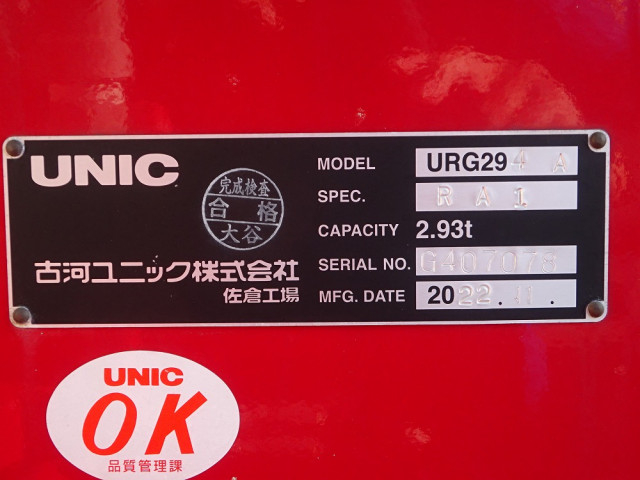 UNIC
完成検査
合格
大谷
古河ユニック株式会社
佐倉工場
MODEL URG294 A
SPEC. RA1
CAPACITY 2.93t
SERIAL NO. G407078
MFG. DATE 2022.11.
UNIC
OK
品質管理課